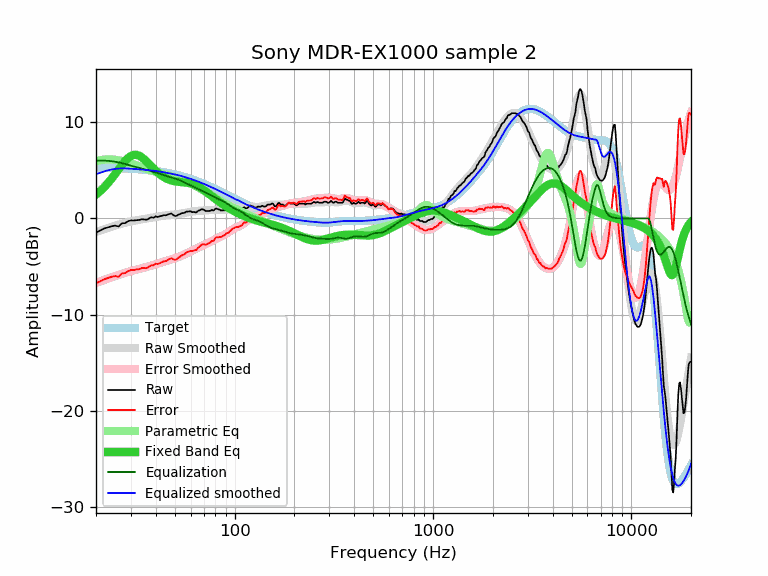 Sony MDR-EX1000 sample 2
Amplitude (dBr)
10
0
−10
−20
−30
Target
Raw Smoothed
Error Smoothed
Raw
Error
Parametric Eq
Fixed Band Eq
Equalization
Equalized smoothed
100
1000
10000
Frequency (Hz)